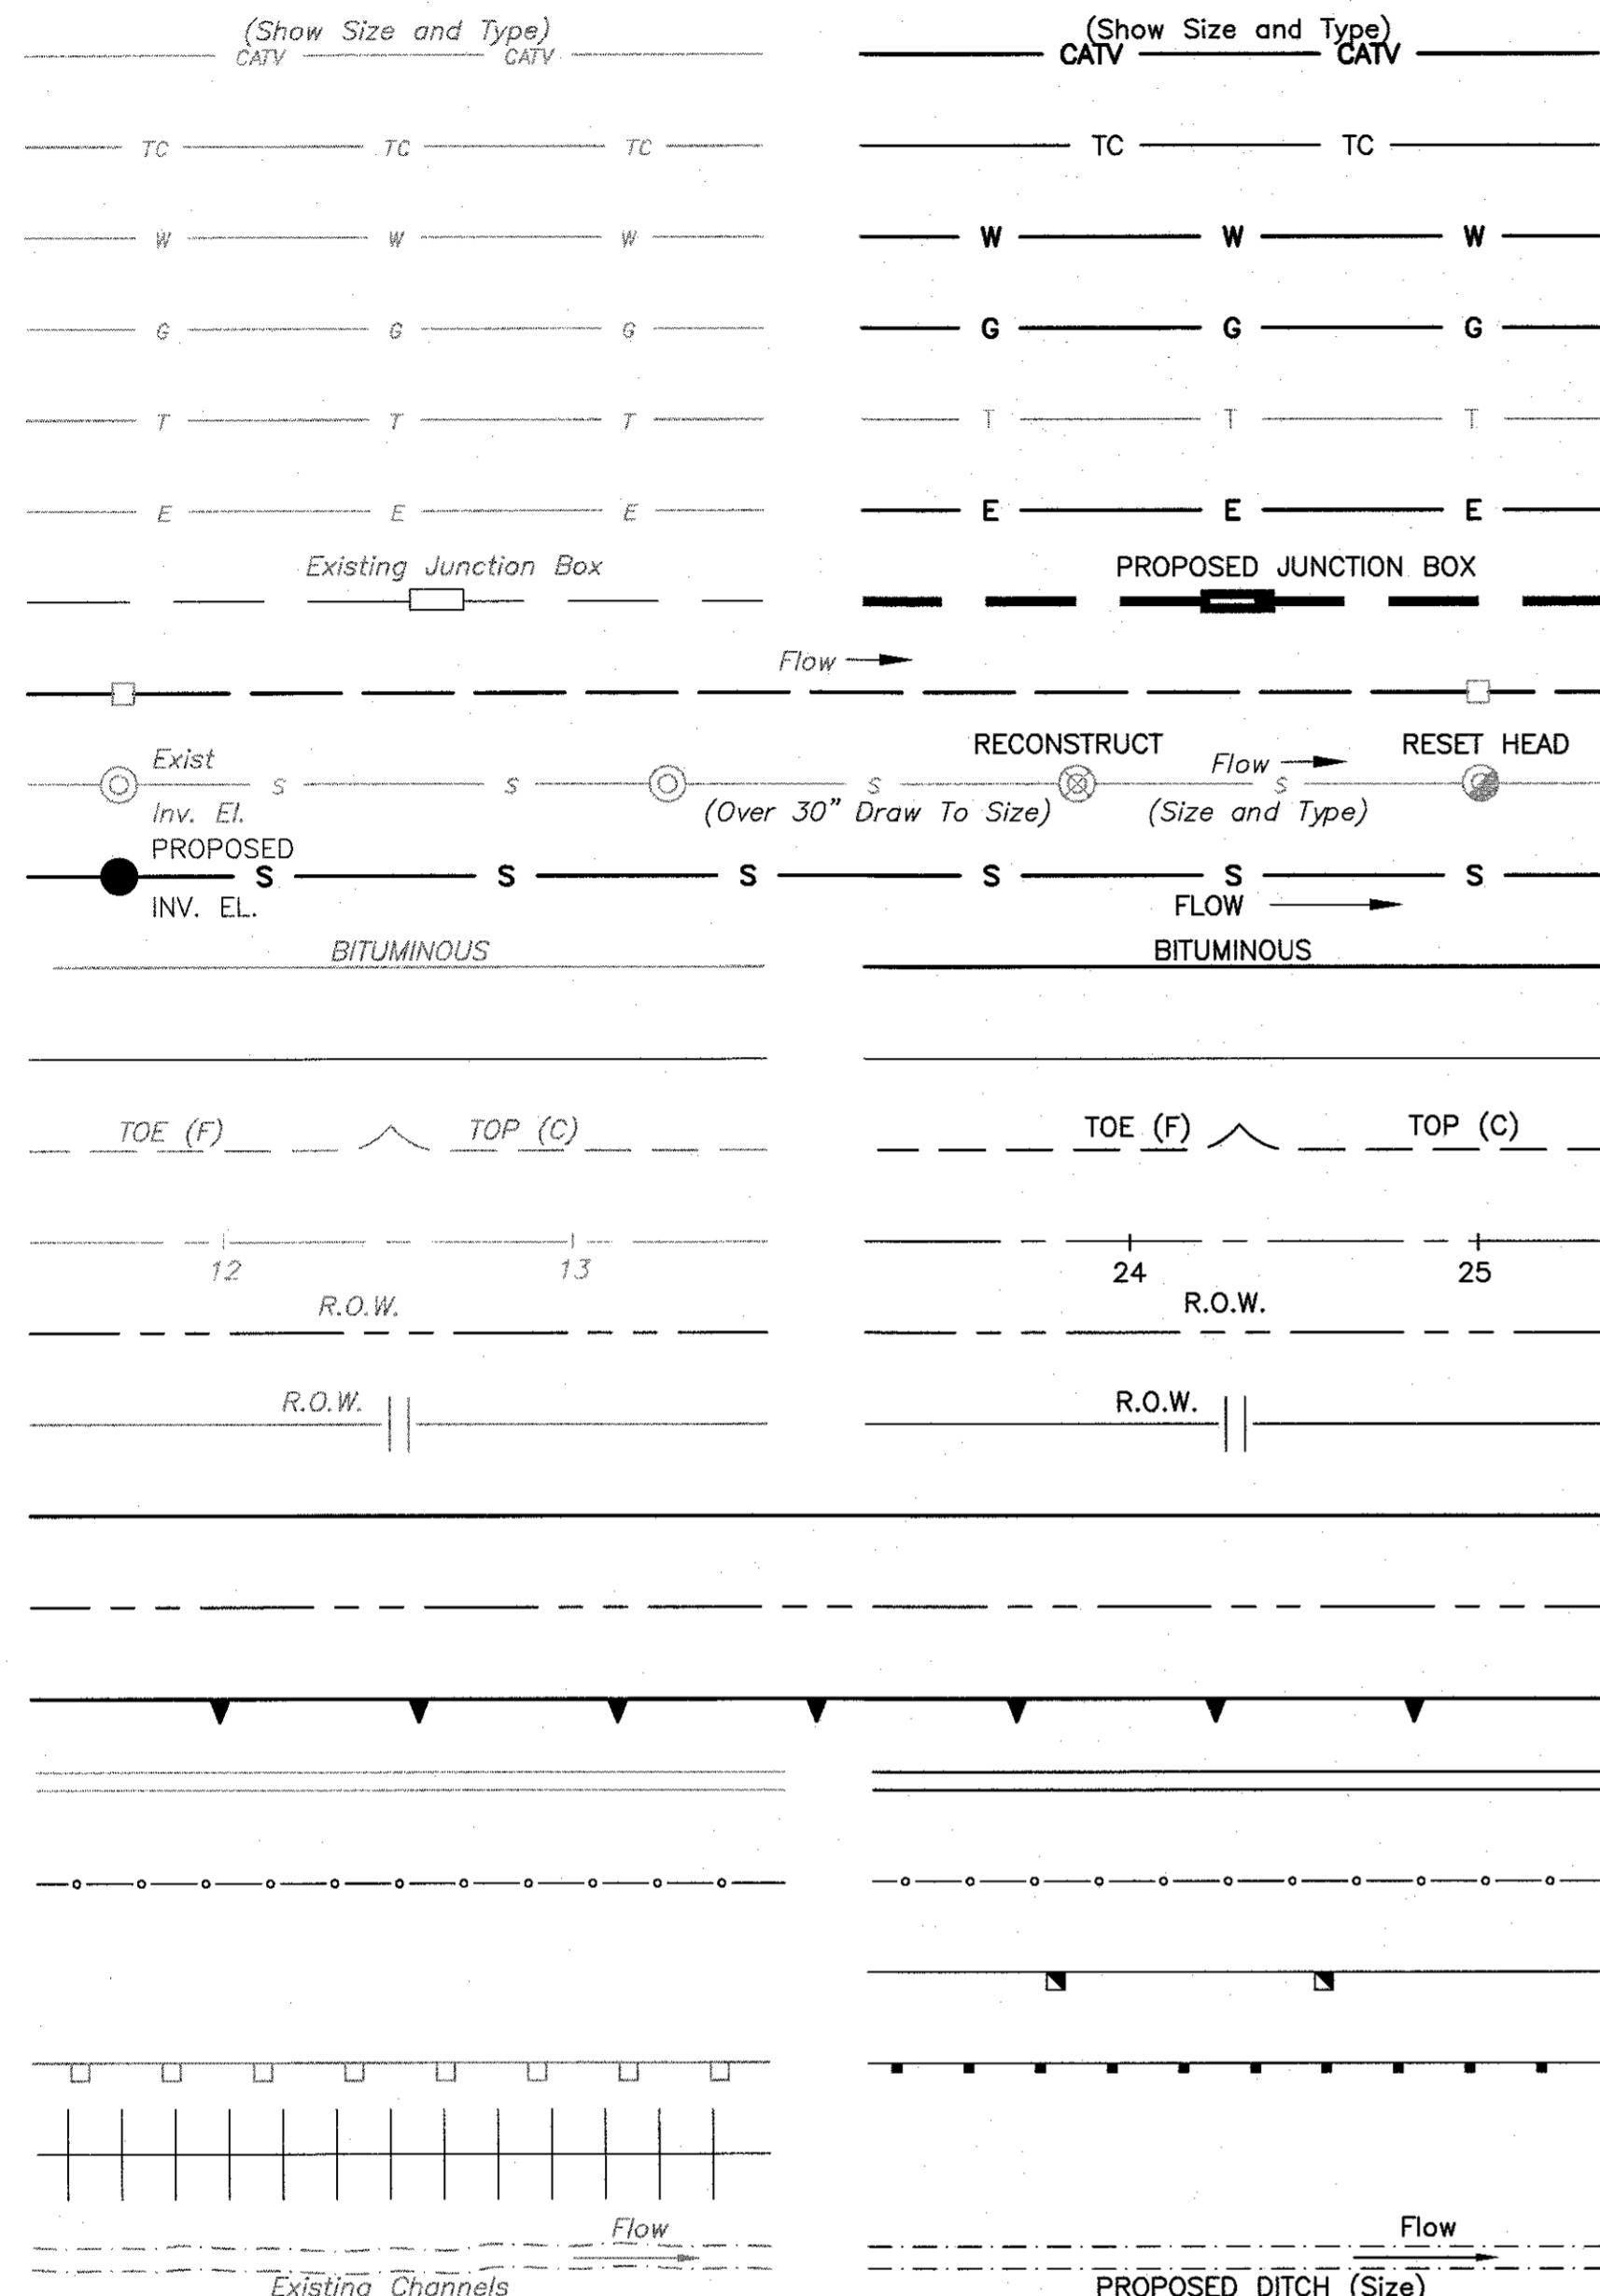 (Show Size and Type) (Show Size and Type)
CATV CATV CATV CATV
TC TC TC TC TC
W W W W W W
G G G G G G
T T T T T T
E E E E E E
Existing Junction Box PROPOSED JUNCTION BOX
Flow
RECONSTRUCT RESET HEAD
Exist Flow
S S S S
Inv. El. (Over 30" Draw To Size) (Size and Type)
PROPOSED
S S S S S S
INV. EL. FLOW
BITUMINOUS BITUMINOUS
TOE (F) TOP (C) TOE (F) TOP (C)
12 13 24 25
R.O.W. R.O.W.
R.O.W. R.O.W.
Flow Flow
Existing Channels PROPOSED DITCH (Size)